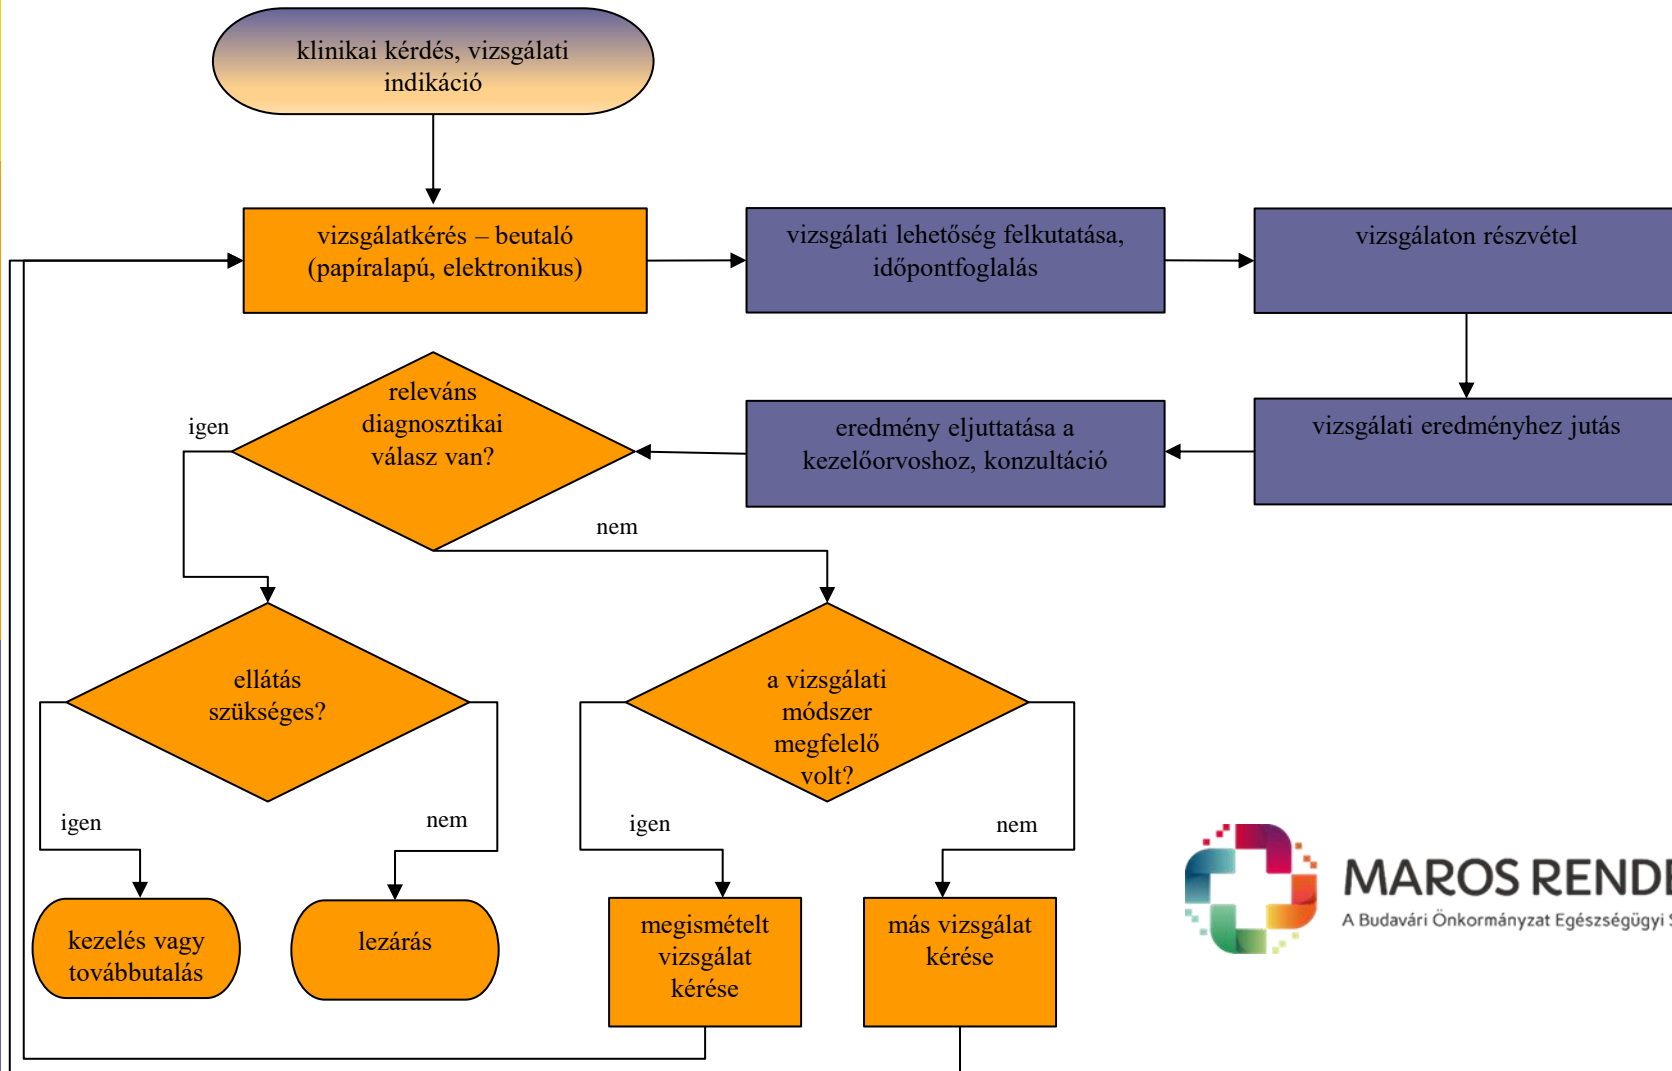 klinikai kérdés, vizsgálati
indikáció
vizsgálatkérés – beutaló
(papíralapú, elektronikus)
vizsgálati lehetőség felkutatása,
időpontfoglalás
vizsgálaton részvétel
releváns
diagnosztikai
válasz van?
igen
eredmény eljuttatása a
kezelőorvoshoz, konzultáció
vizsgálati eredményhez jutás
nem
ellátás
szükséges?
a vizsgálati
módszer
megfelelő
volt?
igen
nem
igen
nem
kezelés vagy
továbbutalás
lezárás
megismételt
vizsgálat
kérése
más vizsgálat
kérése
MAROS RENDE
A Budavári Önkormányzat Egészségügyi S